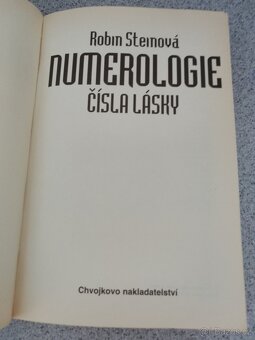 Robin Steinová
NUMEROLOGIE
ČÍSLA LÁSKY
Chvojkovo nakladatelství